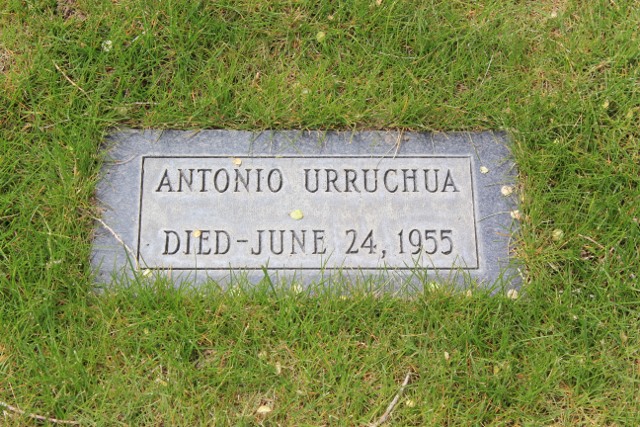 ANTONIO URRUCHUA
DIED-JUNE 24, 1955